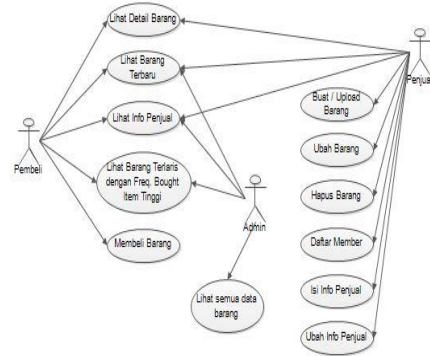 Lihat Detail Barang
Penjual
Lihat Barang
Terbaru
Buat / Upload
Barang
Lihat Info Penjual
Pembeli
Ubah Barang
Lihat Barang Terlaris
dengan Freq. Bought
Item Tinggi
Hapus Barang
Admin
Membeli Barang
Daftar Member
Lihat semua data
barang
Isi Info Penjual
Ubah Info Penjual